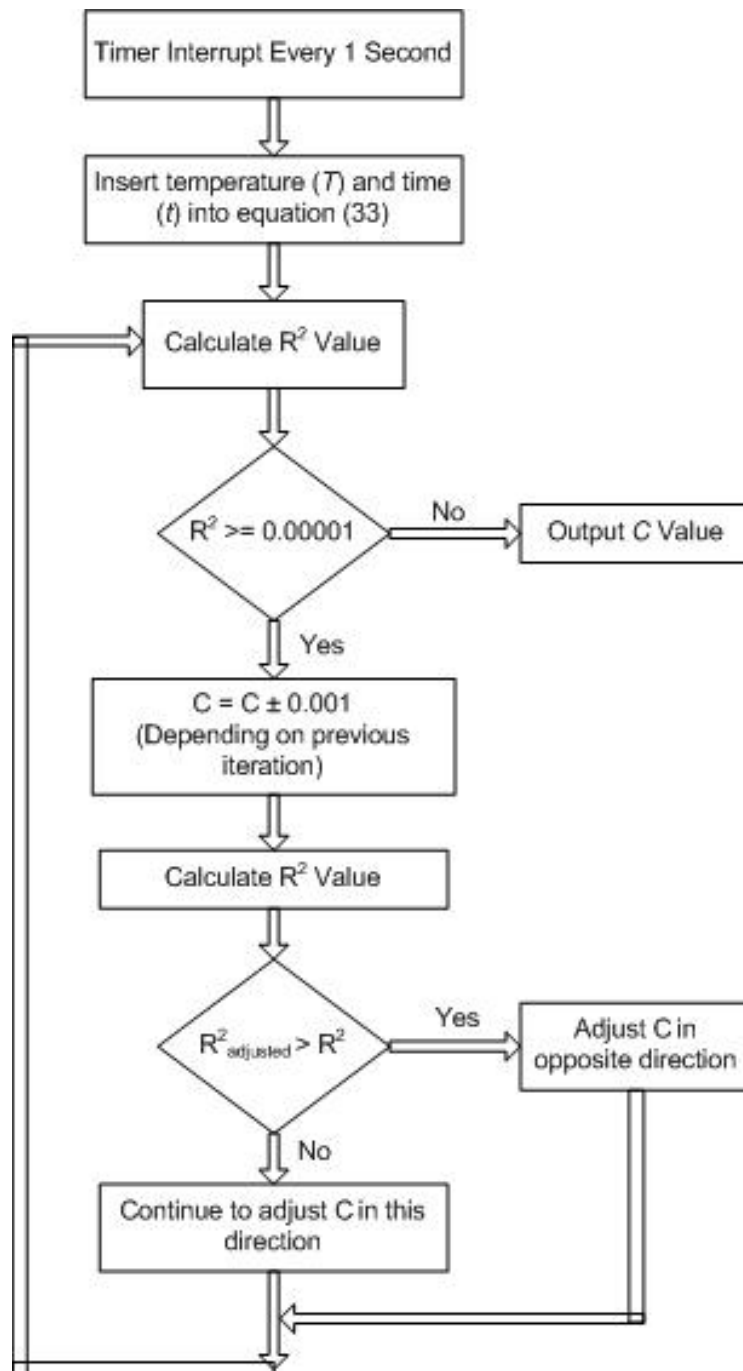 Timer Interrupt Every 1 Second
Insert temperature (T) and time
(t) into equation (33)
Calculate R² Value
R² >= 0.00001
No
Output C Value
Yes
C = C ± 0.001
(Depending on previous
iteration)
Calculate R² Value
R²adjusted > R²
Yes
Adjust C in
opposite direction
No
Continue to adjust C in this
direction